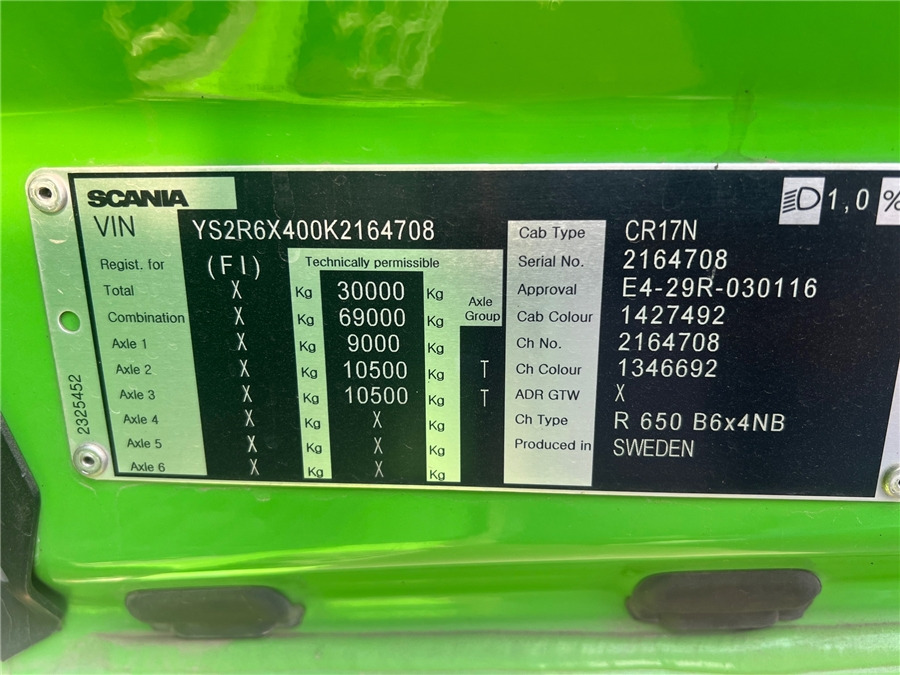 SCANIA 1,0 %
VIN YS2R6X400K2164708 Cab Type CR17N
Regist. for (FI) Technically permissible Serial No. 2164708
Total X Kg 30000 Kg Axle Group Approval E4-29R-030116
Combination X Kg 69000 Kg Cab Colour 1427492
Axle 1 X Kg 9000 Kg Ch No. 2164708
Axle 2 X Kg 10500 Kg T Ch Colour 1346692
Axle 3 X Kg 10500 Kg T ADR GTW X
Axle 4 X Kg X Kg Ch Type R 650 B6x4NB
Axle 5 X Kg X Kg Produced in SWEDEN
Axle 6 X Kg X Kg
2325452